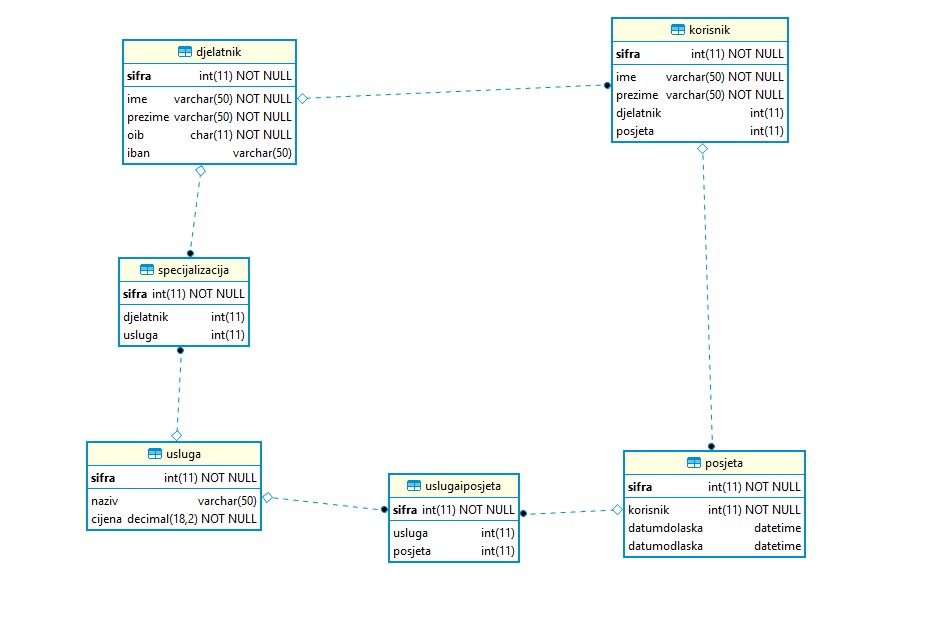 djelatnik
sifra int(11) NOT NULL
ime varchar(50) NOT NULL
prezime varchar(50) NOT NULL
oib char(11) NOT NULL
iban varchar(50)
korisnik
sifra int(11) NOT NULL
ime varchar(50) NOT NULL
prezime varchar(50) NOT NULL
djelatnik int(11)
posjeta int(11)
specijalizacija
sifra int(11) NOT NULL
djelatnik int(11)
usluga int(11)
usluga
sifra int(11) NOT NULL
naziv varchar(50)
cijena decimal(18,2) NOT NULL
uslugaiposjeta
sifra int(11) NOT NULL
usluga int(11)
posjeta int(11)
posjeta
sifra int(11) NOT NULL
korisnik int(11) NOT NULL
datumdolaska datetime
datumodlaska datetime